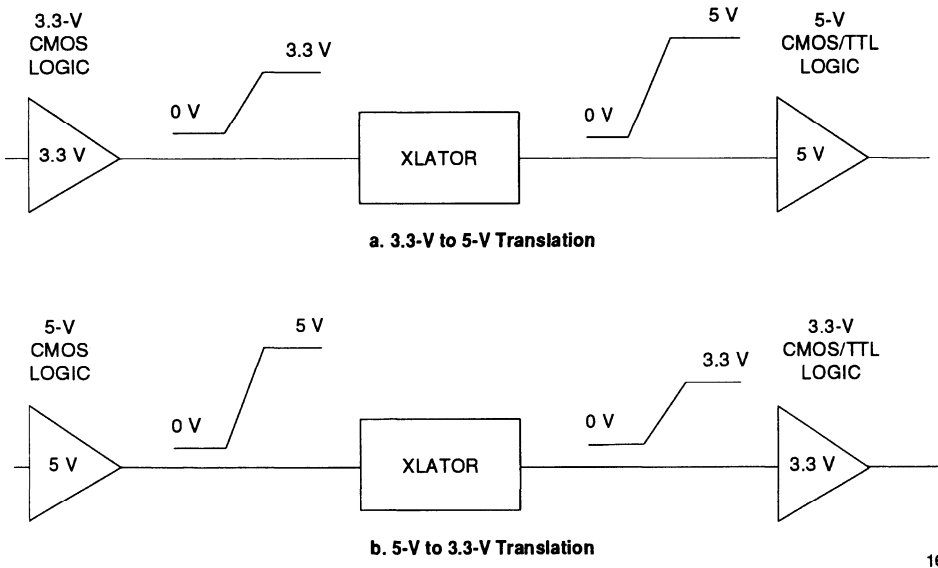 3.3-V
CMOS
LOGIC
3.3 V
0 V
3.3 V
XLATOR
5 V
0 V
5-V
CMOS/TTL
LOGIC
5 V
a. 3.3-V to 5-V Translation
5-V
CMOS
LOGIC
5 V
0 V
5 V
XLATOR
3.3 V
0 V
3.3-V
CMOS/TTL
LOGIC
3.3 V
b. 5-V to 3.3-V Translation
16